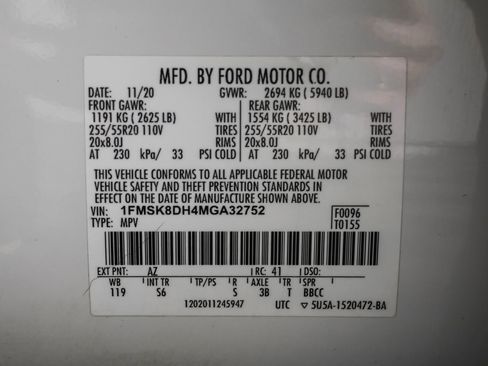 MFD. BY FORD MOTOR CO.
DATE: 11/20 GVWR: 2694 KG ( 5940 LB)
FRONT GAWR: REAR GAWR:
1191 KG ( 2625 LB) WITH 1554 KG ( 3425 LB) WITH
255/55R20 110V TIRES 255/55R20 110V TIRES
20x8.0J RIMS 20x8.0J RIMS
AT 230 kPa/ 33 PSI COLD AT 230 kPa/ 33 PSI COLD
THIS VEHICLE CONFORMS TO ALL APPLICABLE FEDERAL MOTOR
VEHICLE SAFETY AND THEFT PREVENTION STANDARDS IN
EFFECT ON THE DATE OF MANUFACTURE SHOWN ABOVE.
VIN: 1FMSK8DH4MGA32752 F0096
TYPE: MPV T0155
EXT PNT: AZ RC: 41 DSO:
WB INT TR TP/PS R AXLE TR SPR
119 S6 S 3B T BBCC
1202011245947 UTC ▽ 5U5A-1520472-BA